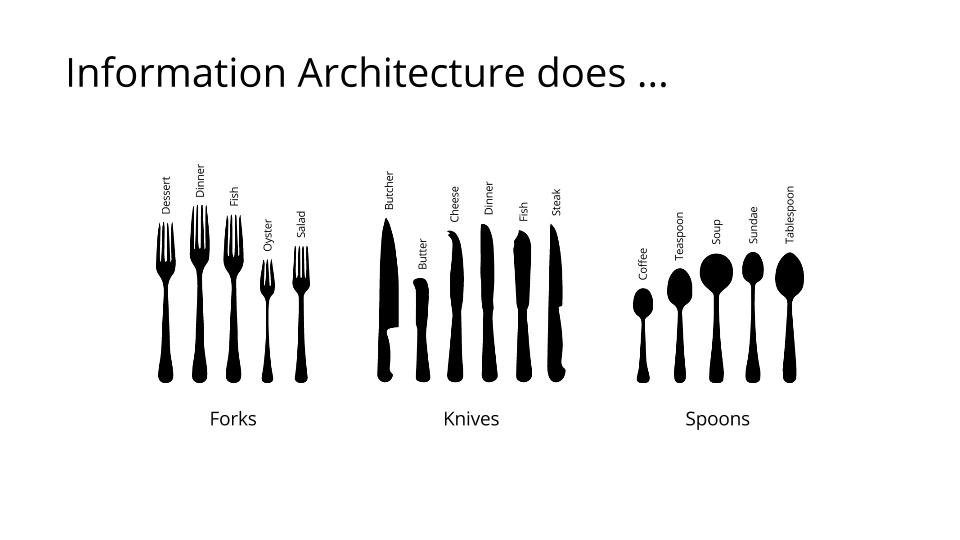 Information Architecture does ...
Dessert
Dinner
Fish
Oyster
Salad
Forks
Butcher
Butter
Cheese
Dinner
Fish
Steak
Knives
Coffee
Teaspoon
Soup
Sundae
Tablespoon
Spoons